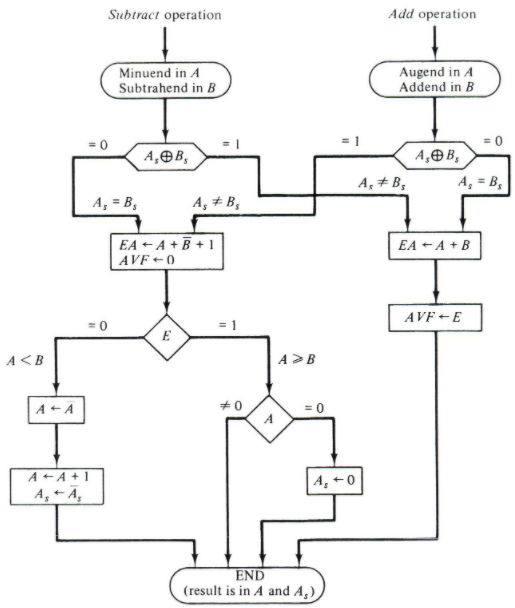 Subtract operation
Add operation
Minuend in A
Subtrahend in B
Augend in A
Addend in B
= 0
A_s ⊕ B_s
= 1
= 1
A_s ⊕ B_s
= 0
A_s = B_s
A_s ≠ B_s
A_s ≠ B_s
A_s = B_s
EA ← A + B̅ + 1
AVF ← 0
EA ← A + B
AVF ← E
= 0
E
= 1
A < B
A ⩾ B
A ← A̅
≠ 0
A
= 0
A ← A + 1
A_s ← A̅_s
A_s ← 0
END
(result is in A and A_s)